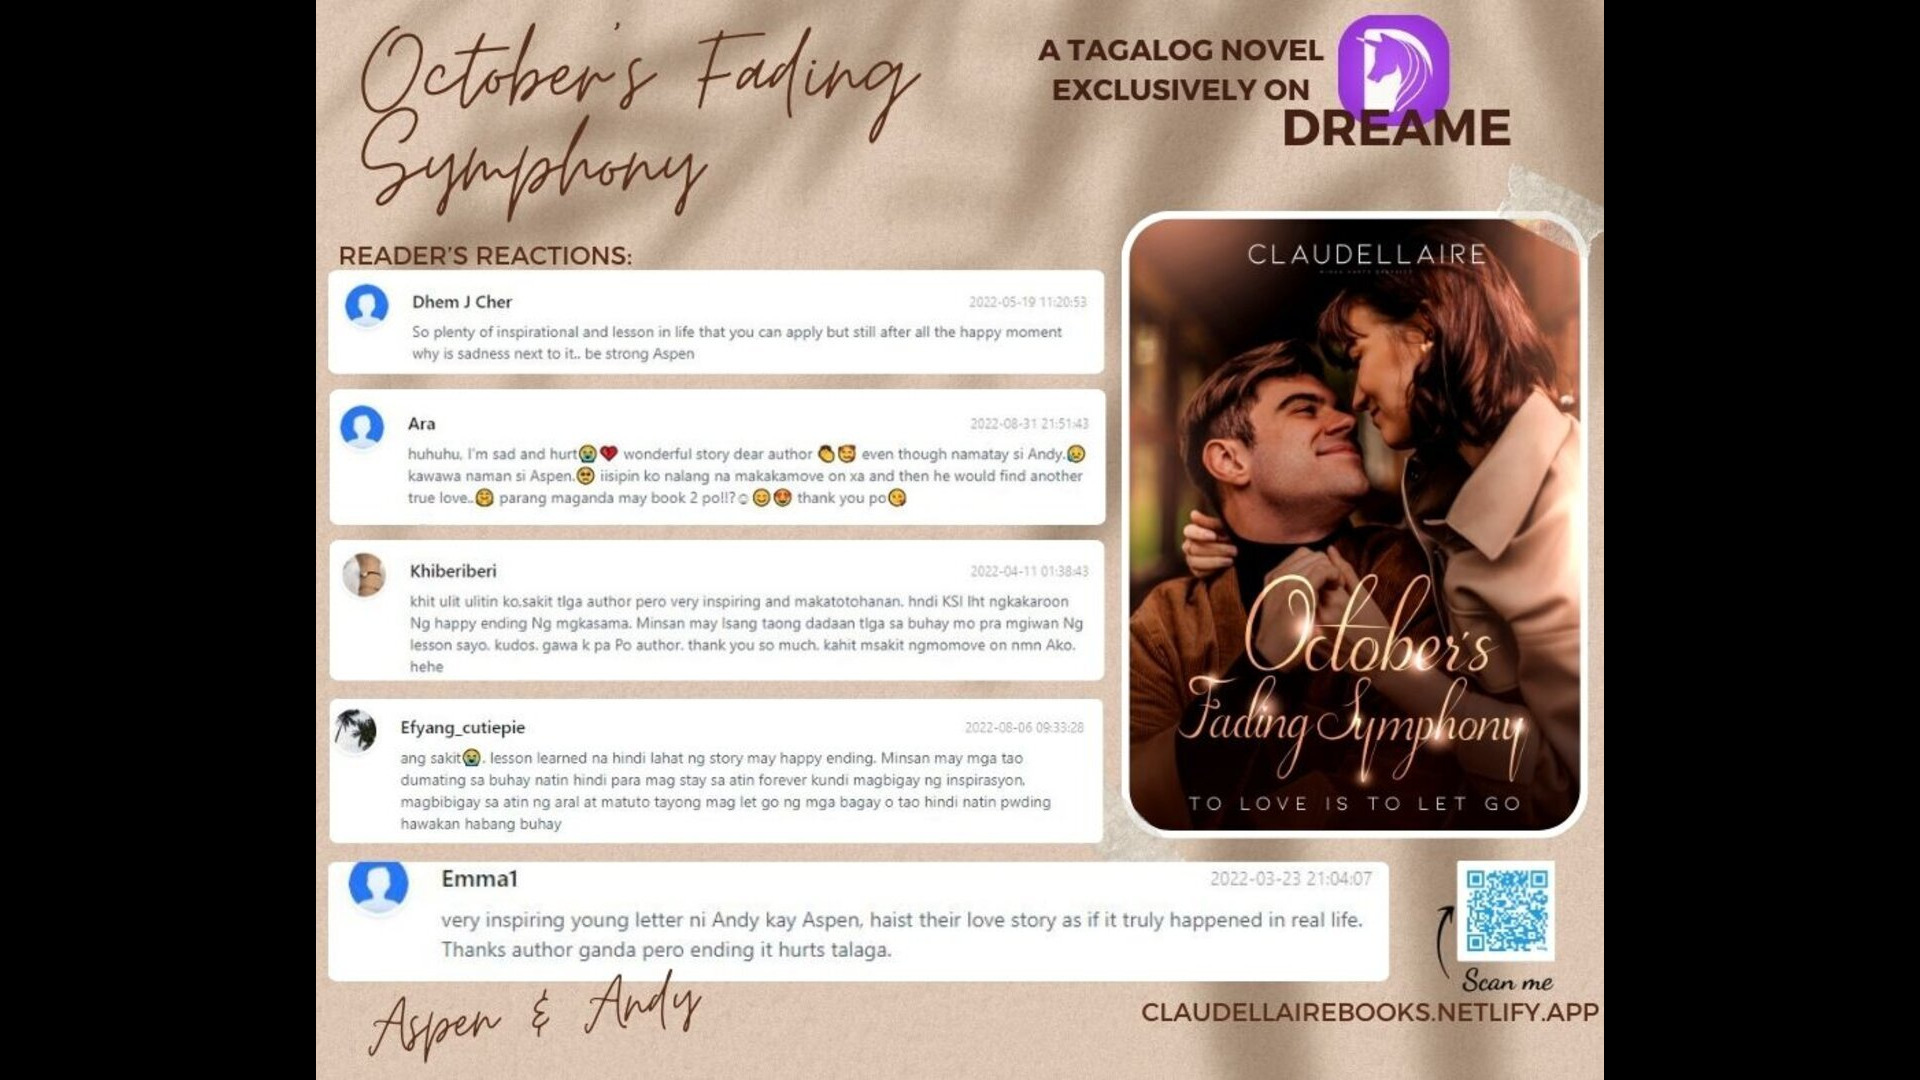 October's Fading
Symphony
A TAGALOG NOVEL
EXCLUSIVELY ON
DREAME
READER'S REACTIONS:
Dhem J Cher
2022-05-19 11:20:53
So plenty of inspirational and lesson in life that you can apply but still after all the happy moment
why is sadness next to it.. be strong Aspen
Ara
2022-08-31 21:51:43
huhuhu, I'm sad and hurt😭💔 wonderful story dear author 👏🥰 even though namatay si Andy.😥
kawawa naman si Aspen.🥺 iisipin ko nalang na makakamove on xa and then he would find another
true love..🤗 parang maganda may book 2 po!!?☺😊😍 thank you po😘
Khiberiberi
2022-04-11 01:38:43
khit ulit ulitin ko.sakit tlga author pero very inspiring and makatotohanan. hndi KSI lht ngkakaroon
Ng happy ending Ng mgkasama. Minsan may Isang taong dadaan tlga sa buhay mo pra mgiwan Ng
lesson sayo. kudos. gawa k pa Po author. thank you so much. kahit msakit ngmomove on nmn Ako.
hehe
Efyang_cutiepie
2022-08-06 09:33:28
ang sakit😭. lesson learned na hindi lahat ng story may happy ending. Minsan may mga tao
dumating sa buhay natin hindi para mag stay sa atin forever kundi magbigay ng inspirasyon,
magbibigay sa atin ng aral at matuto tayong mag let go ng mga bagay o tao hindi natin pwding
hawakan habang buhay
Emma1
2022-03-23 21:04:07
very inspiring young letter ni Andy kay Aspen, haist their love story as if it truly happened in real life.
Thanks author ganda pero ending it hurts talaga.
Aspen & Andy
CLAUDELLAIRE
October's
Fading Symphony
TO LOVE IS TO LET GO
Scan me
CLAUDELLAIREBOOKS.NETLIFY.APP